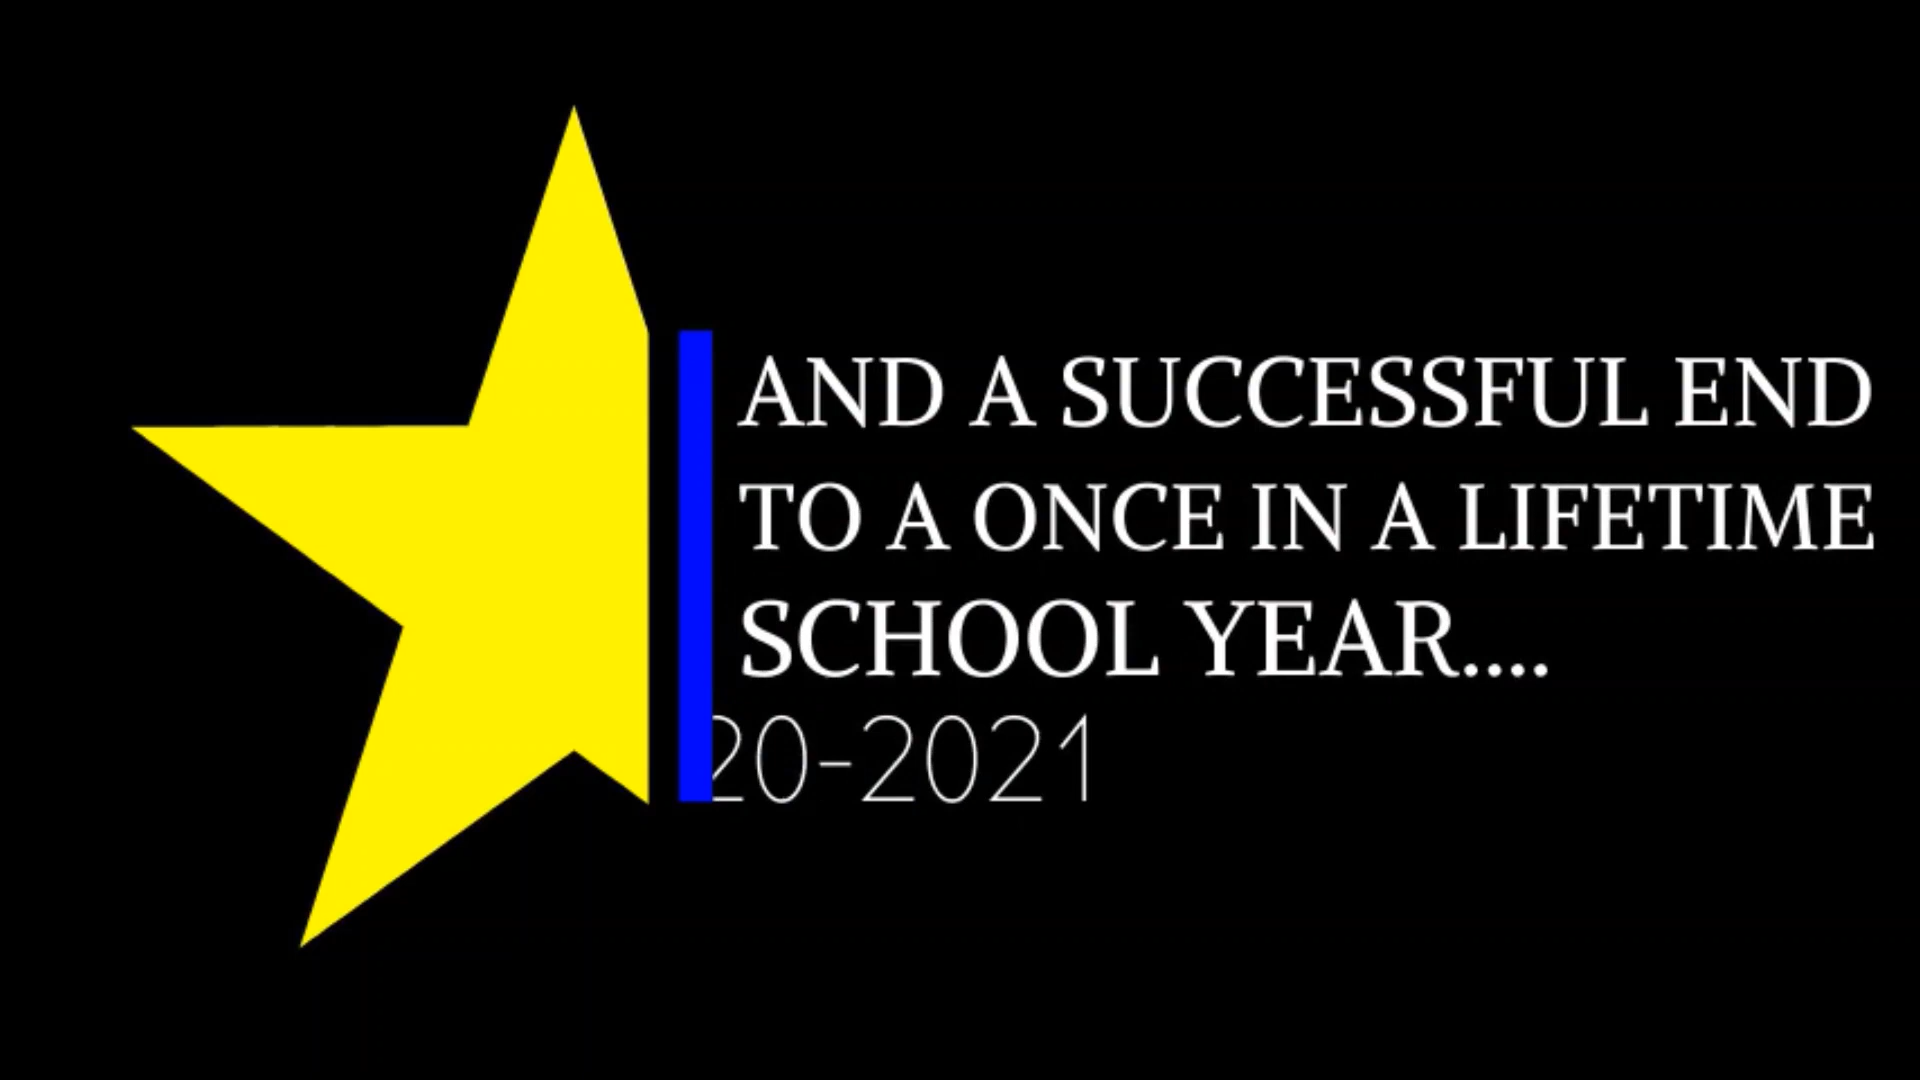 AND A SUCCESSFUL END
TO A ONCE IN A LIFETIME
SCHOOL YEAR....
20-2021